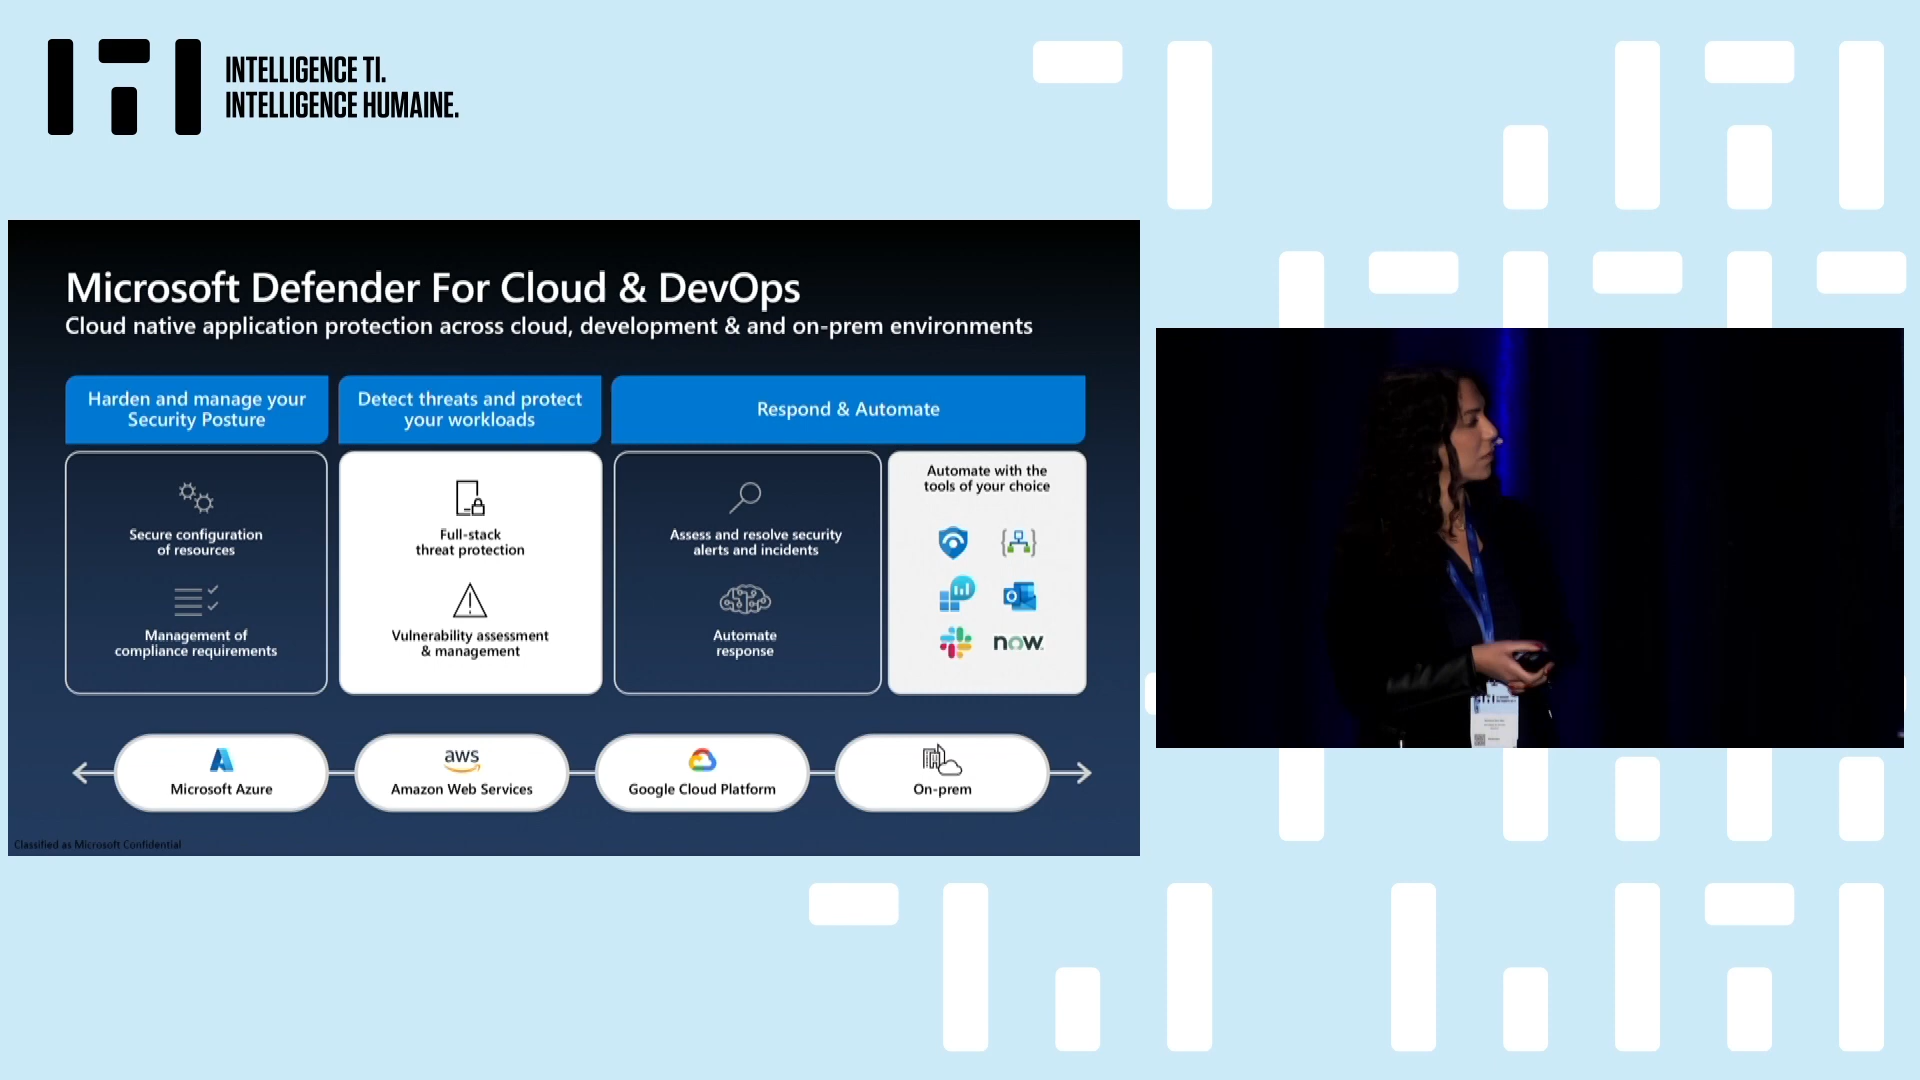 INTELLIGENCE TI.
INTELLIGENCE HUMAINE.
Microsoft Defender For Cloud & DevOps
Cloud native application protection across cloud, development & and on-prem environments
Harden and manage your
Security Posture
Detect threats and protect
your workloads
Respond & Automate
Secure configuration
of resources
Management of
compliance requirements
Full-stack
threat protection
Vulnerability assessment
& management
Assess and resolve security
alerts and incidents
Automate
response
Automate with the
tools of your choice
now
Microsoft Azure
aws
Amazon Web Services
Google Cloud Platform
On-prem
Classified as Microsoft Confidential